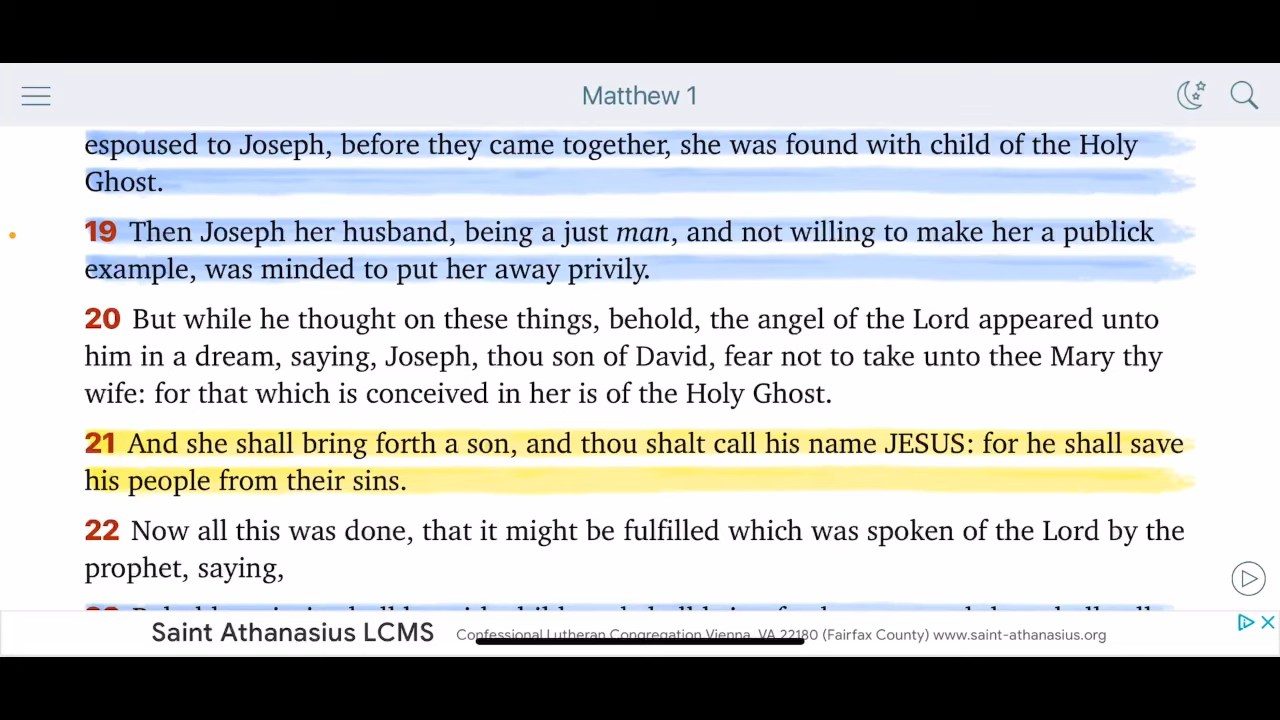 Matthew 1
espoused to Joseph, before they came together, she was found with child of the Holy
Ghost.
19 Then Joseph her husband, being a just man, and not willing to make her a publick
example, was minded to put her away privily.
20 But while he thought on these things, behold, the angel of the Lord appeared unto
him in a dream, saying, Joseph, thou son of David, fear not to take unto thee Mary thy
wife: for that which is conceived in her is of the Holy Ghost.
21 And she shall bring forth a son, and thou shalt call his name JESUS: for he shall save
his people from their sins.
22 Now all this was done, that it might be fulfilled which was spoken of the Lord by the
prophet, saying,
Saint Athanasius LCMS Confessional Lutheran Congregation Vienna, VA 22180 (Fairfax County) www.saint-athanasius.org